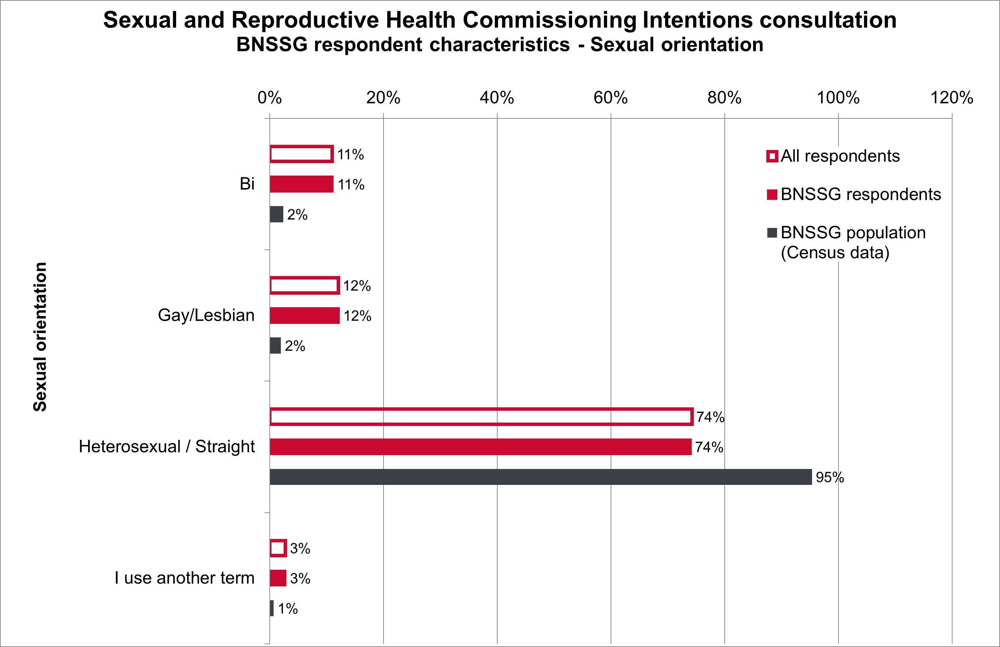 Sexual and Reproductive Health Commissioning Intentions consultation
BNSSG respondent characteristics - Sexual orientation
0% 20% 40% 60% 80% 100% 120%
All respondents
BNSSG respondents
BNSSG population
(Census data)
Sexual orientation
Bi
11%
11%
2%
Gay/Lesbian
12%
12%
2%
Heterosexual / Straight
74%
74%
95%
I use another term
3%
3%
1%